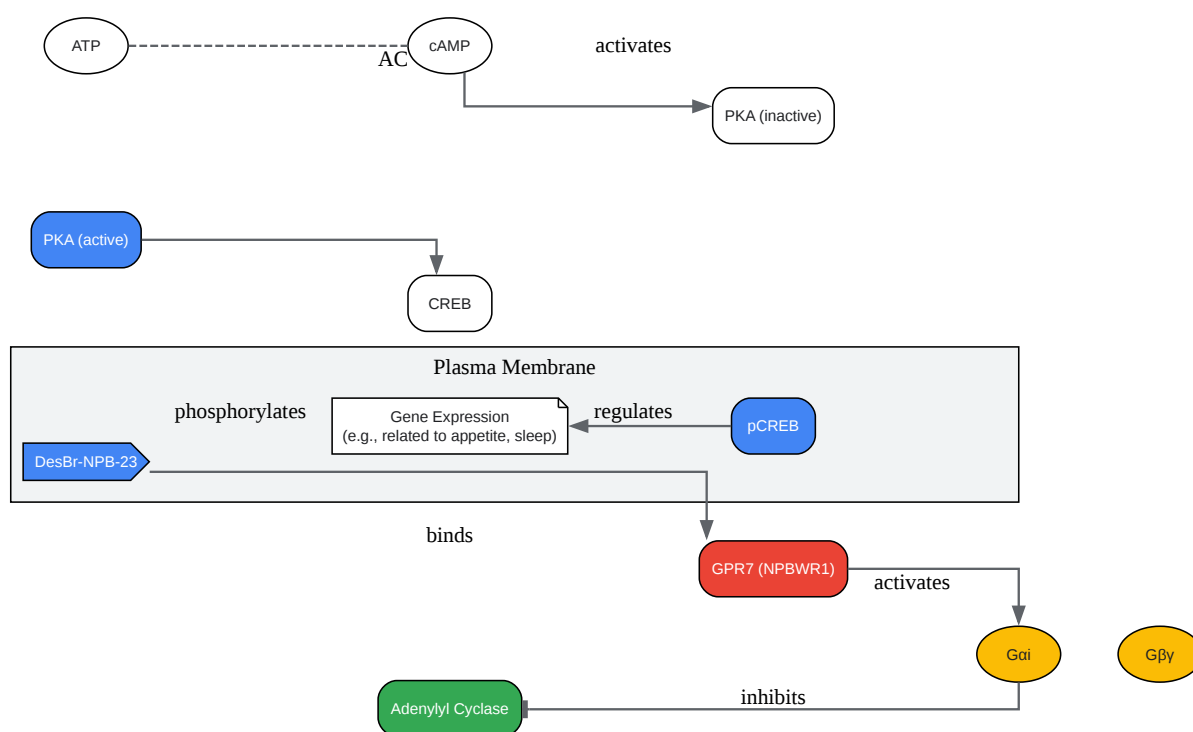 ATP
cAMP
activates
AC
PKA (inactive)
PKA (active)
CREB
Plasma Membrane
phosphorylates
Gene Expression
(e.g., related to appetite, sleep)
regulates
pCREB
DesBr-NPB-23
binds
GPR7 (NPBWR1)
activates
Gαi
Gβγ
inhibits
Adenylyl Cyclase